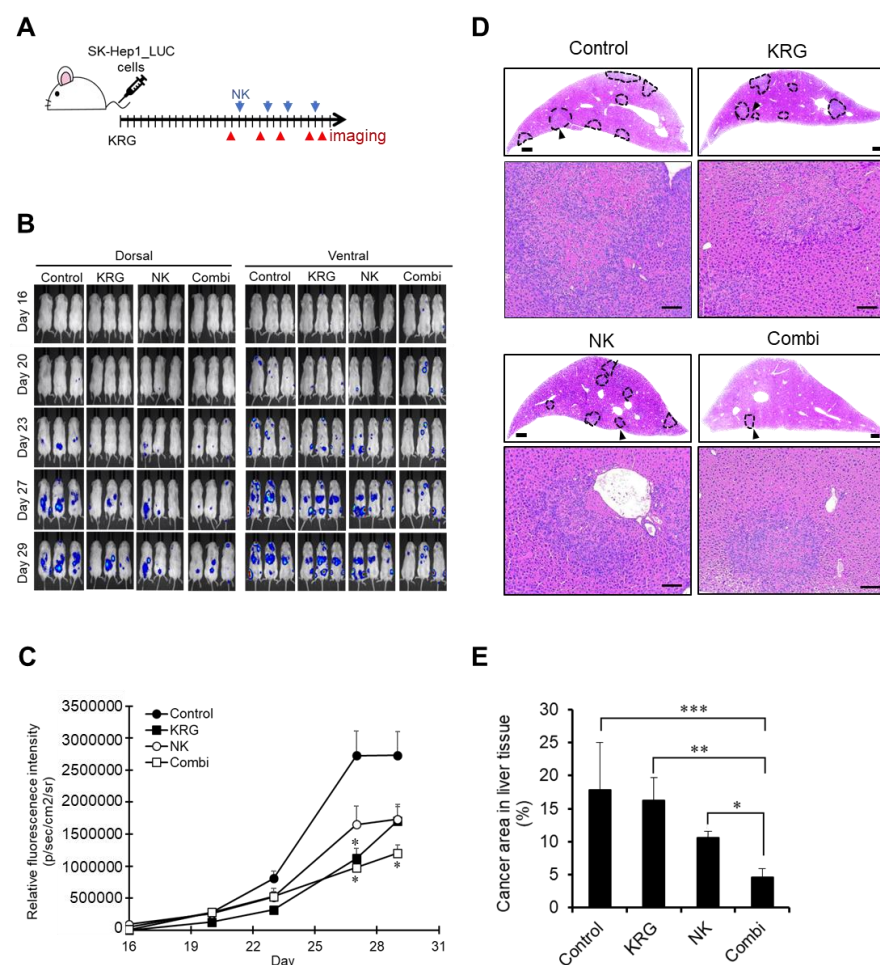 A
SK-Hep1_LUC
cells
NK
KRG
imaging
B
Dorsal
Ventral
Control
KRG
NK
Combi
Control
KRG
NK
Combi
Day 16
Day 20
Day 23
Day 27
Day 29
C
Relative fluorescenece intensity
(p/sec/cm2/sr)
3500000
3000000
2500000
2000000
1500000
1000000
500000
0
Control
KRG
NK
Combi
*
*
*
16
19
22
25
28
31
Day
D
Control
KRG
NK
Combi
E
Cancer area in liver tissue
(%)
30
25
20
15
10
5
0
***
**
*
Control
KRG
NK
Combi